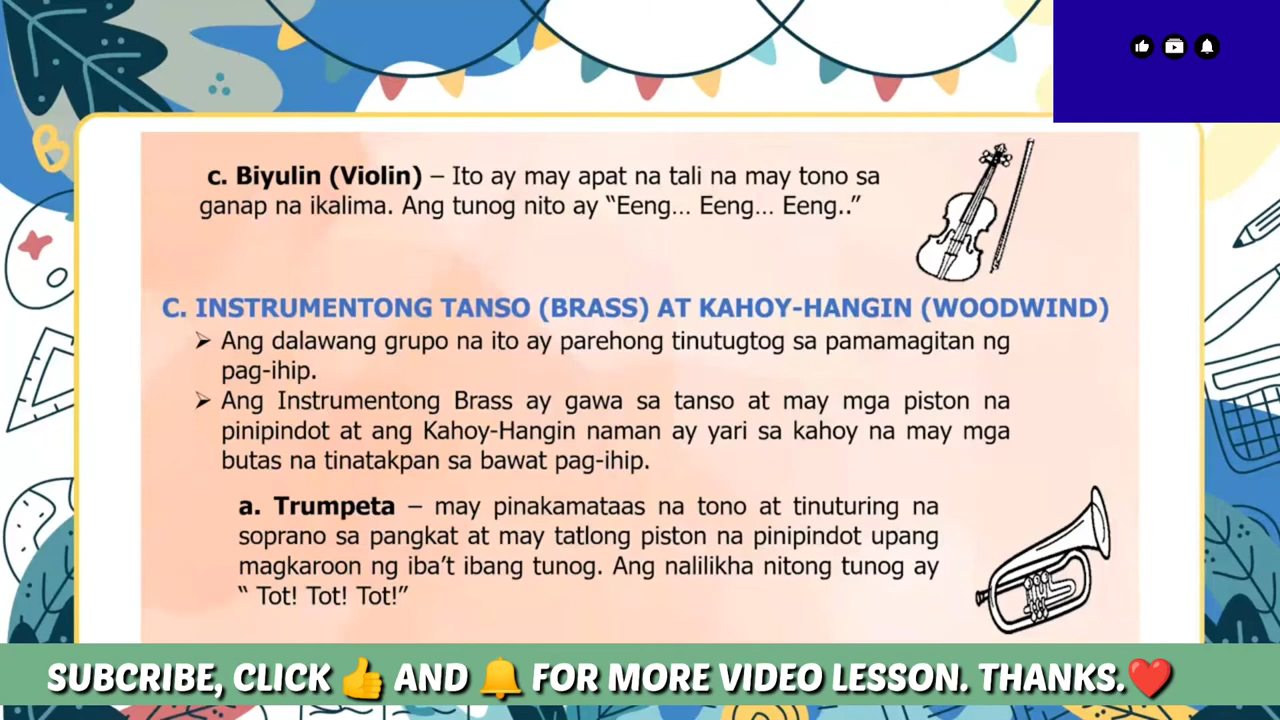 B
c. Biyulin (Violin) – Ito ay may apat na tali na may tono sa
ganap na ikalima. Ang tunog nito ay “Eeng... Eeng... Eeng..”
C. INSTRUMENTONG TANSO (BRASS) AT KAHOY-HANGIN (WOODWIND)
➢ Ang dalawang grupo na ito ay parehong tinutugtog sa pamamagitan ng
pag-ihip.
➢ Ang Instrumentong Brass ay gawa sa tanso at may mga piston na
pinipindot at ang Kahoy-Hangin naman ay yari sa kahoy na may mga
butas na tinatakpan sa bawat pag-ihip.
a. Trumpeta – may pinakamataas na tono at tinuturing na
soprano sa pangkat at may tatlong piston na pinipindot upang
magkaroon ng iba’t ibang tunog. Ang nalilikha nitong tunog ay
“ Tot! Tot! Tot!”
SUBCRIBE, CLICK 👍 AND 🔔 FOR MORE VIDEO LESSON. THANKS.❤️